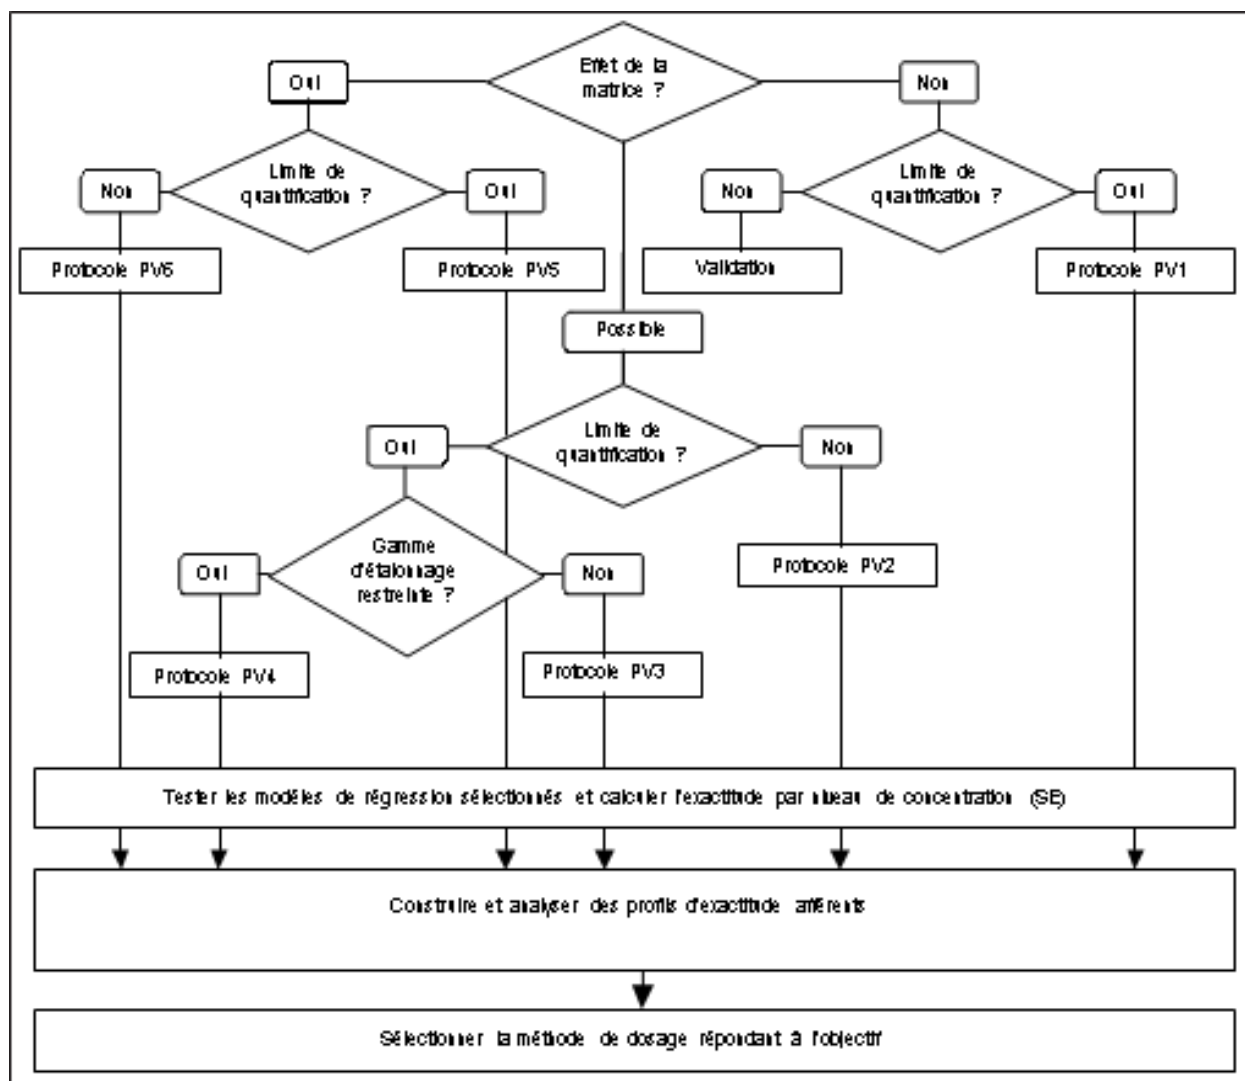 Effet de la
matrice ?
Oui
Non
Limite de
quantification ?
Non
Oui
Limite de
quantification ?
Non
Oui
Protocole PV6
Protocole PV5
Validation
Protocole PV1
Possible
Limite de
quantification ?
Oui
Non
Gamme
d'étalonnage
restreinte ?
Oui
Non
Protocole PV2
Protocole PV4
Protocole PV3
Tester les modèles de régression sélectionnés et calculer l'exactitude par niveau de concentration (SE)
Construire et analyser des profils d'exactitude afférents
Sélectionner la méthode de dosage répondant à l'objectif